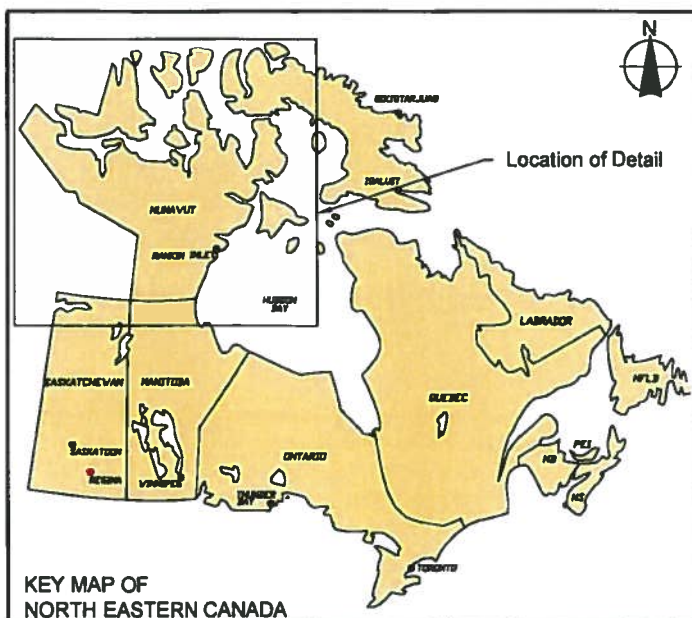 N
QIKIQTARJUAQ
Location of Detail
IQALUIT
NUNAVUT
RANKIN INLET
HUDSON
BAY
LABRADOR
SASKATCHEWAN
MANITOBA
NFLD
QUEBEC
SASKATOON
ONTARIO
PEI
NB
REGINA
WINNIPEG
THUNDER
BAY
NS
TORONTO
KEY MAP OF
NORTH EASTERN CANADA